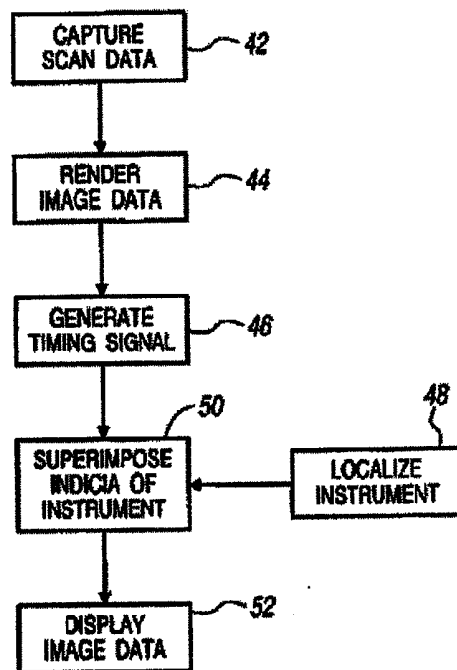 CAPTURE
SCAN DATA
42
RENDER
IMAGE DATA
44
GENERATE
TIMING SIGNAL
46
50
48
SUPERIMPOSE
INDICIA OF
INSTRUMENT
LOCALIZE
INSTRUMENT
52
DISPLAY
IMAGE DATA